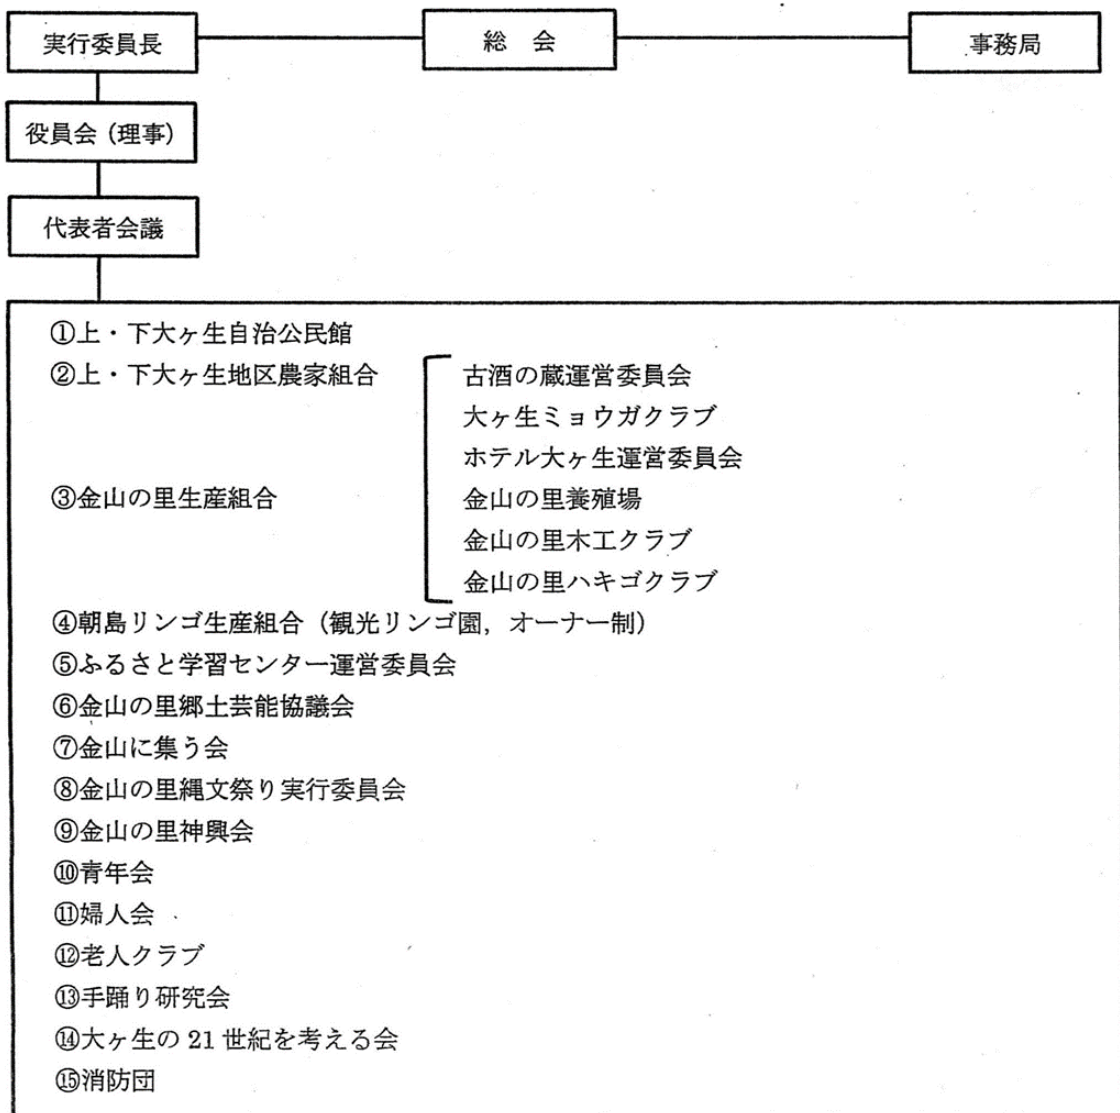 実行委員長
総 会
事務局
役員会（理事）
代表者会議
①上・下大ヶ生自治公民館
②上・下大ヶ生地区農家組合
古酒の蔵運営委員会
大ヶ生ミョウガクラブ
ホテル大ヶ生運営委員会
③金山の里生産組合
金山の里養殖場
金山の里木工クラブ
金山の里ハキゴクラブ
④朝島リンゴ生産組合（観光リンゴ園，オーナー制）
⑤ふるさと学習センター運営委員会
⑥金山の里郷土芸能協議会
⑦金山に集う会
⑧金山の里縄文祭り実行委員会
⑨金山の里神興会
⑩青年会
⑪婦人会
⑫老人クラブ
⑬手踊り研究会
⑭大ヶ生の 21 世紀を考える会
⑮消防団